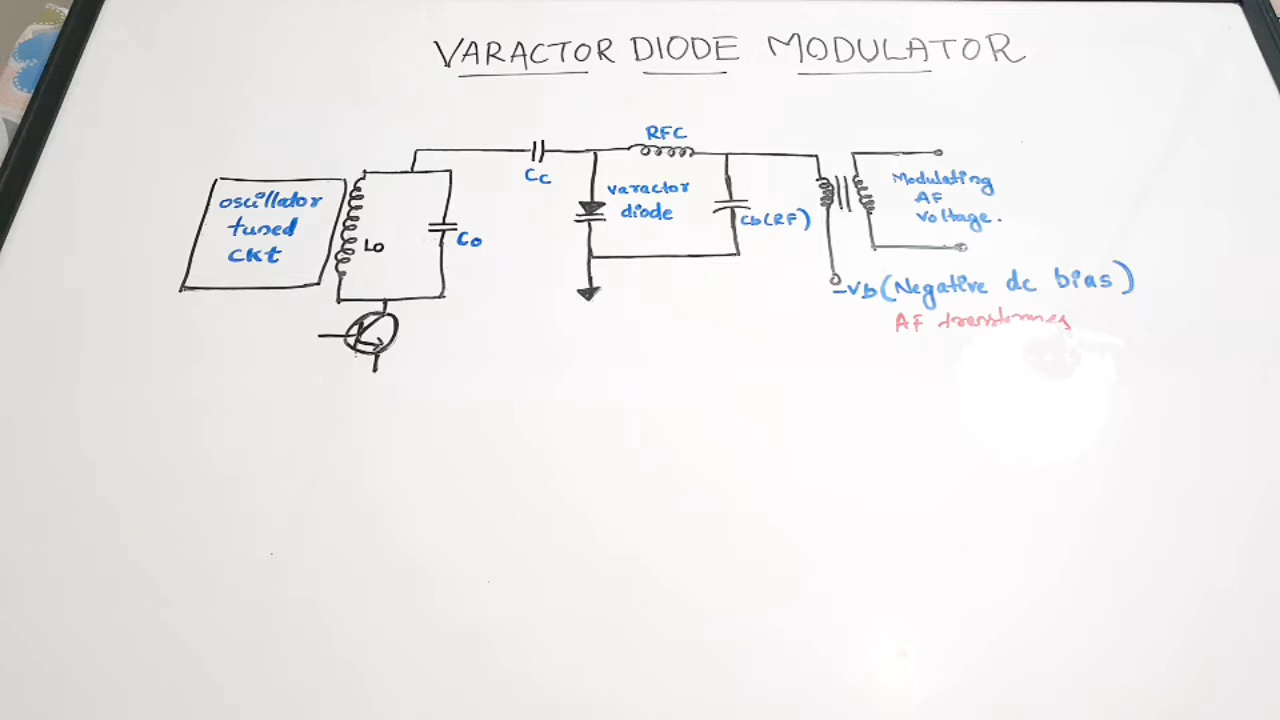 VARACTOR DIODE MODULATOR
RFC
Cc
oscillator
tuned
ckt
Lo
Co
varactor
diode
Cb(RF)
Modulating
AF
Voltage.
-Vb (Negative dc bias)
AF